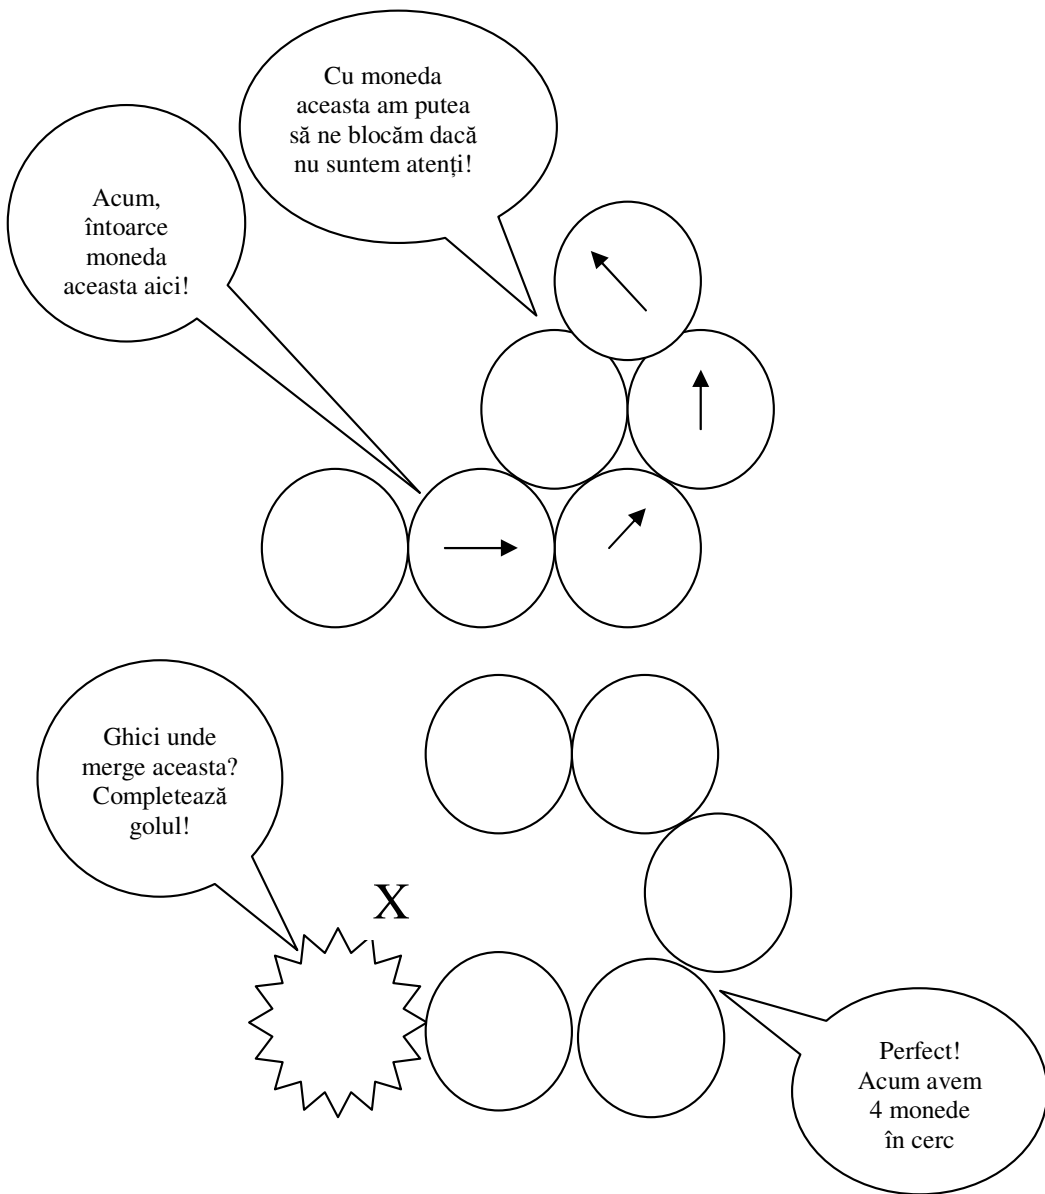 Cu moneda
aceasta am putea
să ne blocăm dacă
nu suntem atenți!
Acum,
întoarce
moneda
aceasta aici!
Ghici unde
merge aceasta?
Completează
golul!
X
Perfect!
Acum avem
4 monede
în cerc